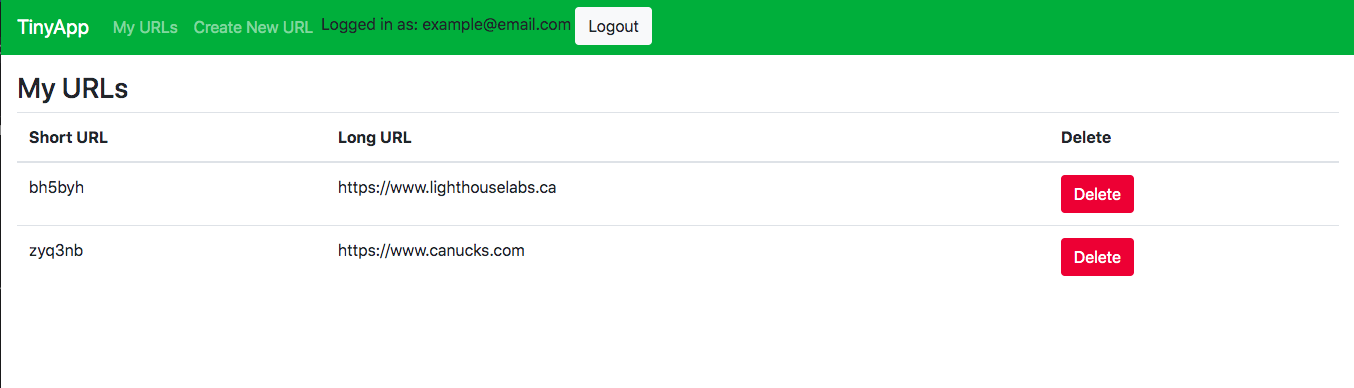 TinyApp My URLs Create New URL Logged in as: example@email.com Logout
My URLs
Short URL Long URL Delete
bh5byh https://www.lighthouselabs.ca Delete
zyq3nb https://www.canucks.com Delete